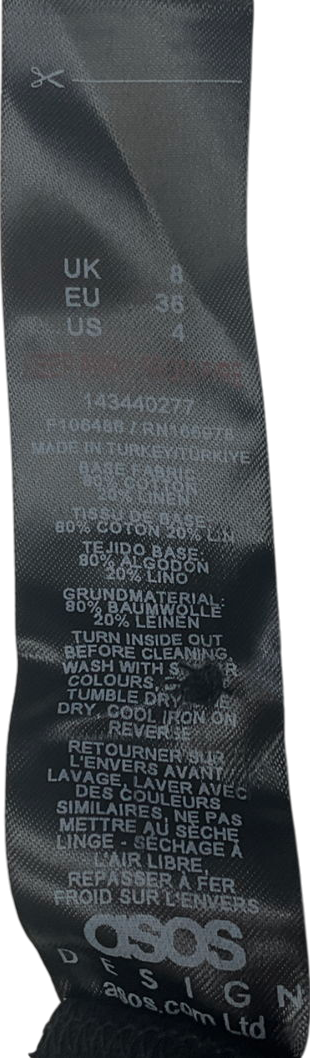 UK 8
EU 36
US 4
143440277
F106486 /
MADE IN TURKEY/TÜRKIYE
BASE FABRIC:
80% COTTON
20% LINEN
TISSU DE BASE:
80% COTON 20% LIN
TEJIDO BASE:
80% ALGODON
20% LINO
GRUNDMATERIAL:
80% BAUMWOLLE
20% LEINEN
TURN INSIDE OUT
BEFORE CLEANING,
WASH WITH
COLOURS,
TUMBLE DRY,
DRY, COOL IRON ON
REVERSE
RETOURNER SUR
L'ENVERS AVANT
LAVAGE, LAVER AVEC
DES COULEURS
SIMILAIRES, NE PAS
METTRE AU SÈCHE
LINGE - SÉCHAGE À
L'AIR LIBRE,
REPASSER À FER
FROID SUR L'ENVERS
asos
DESIGN
asos.com Ltd